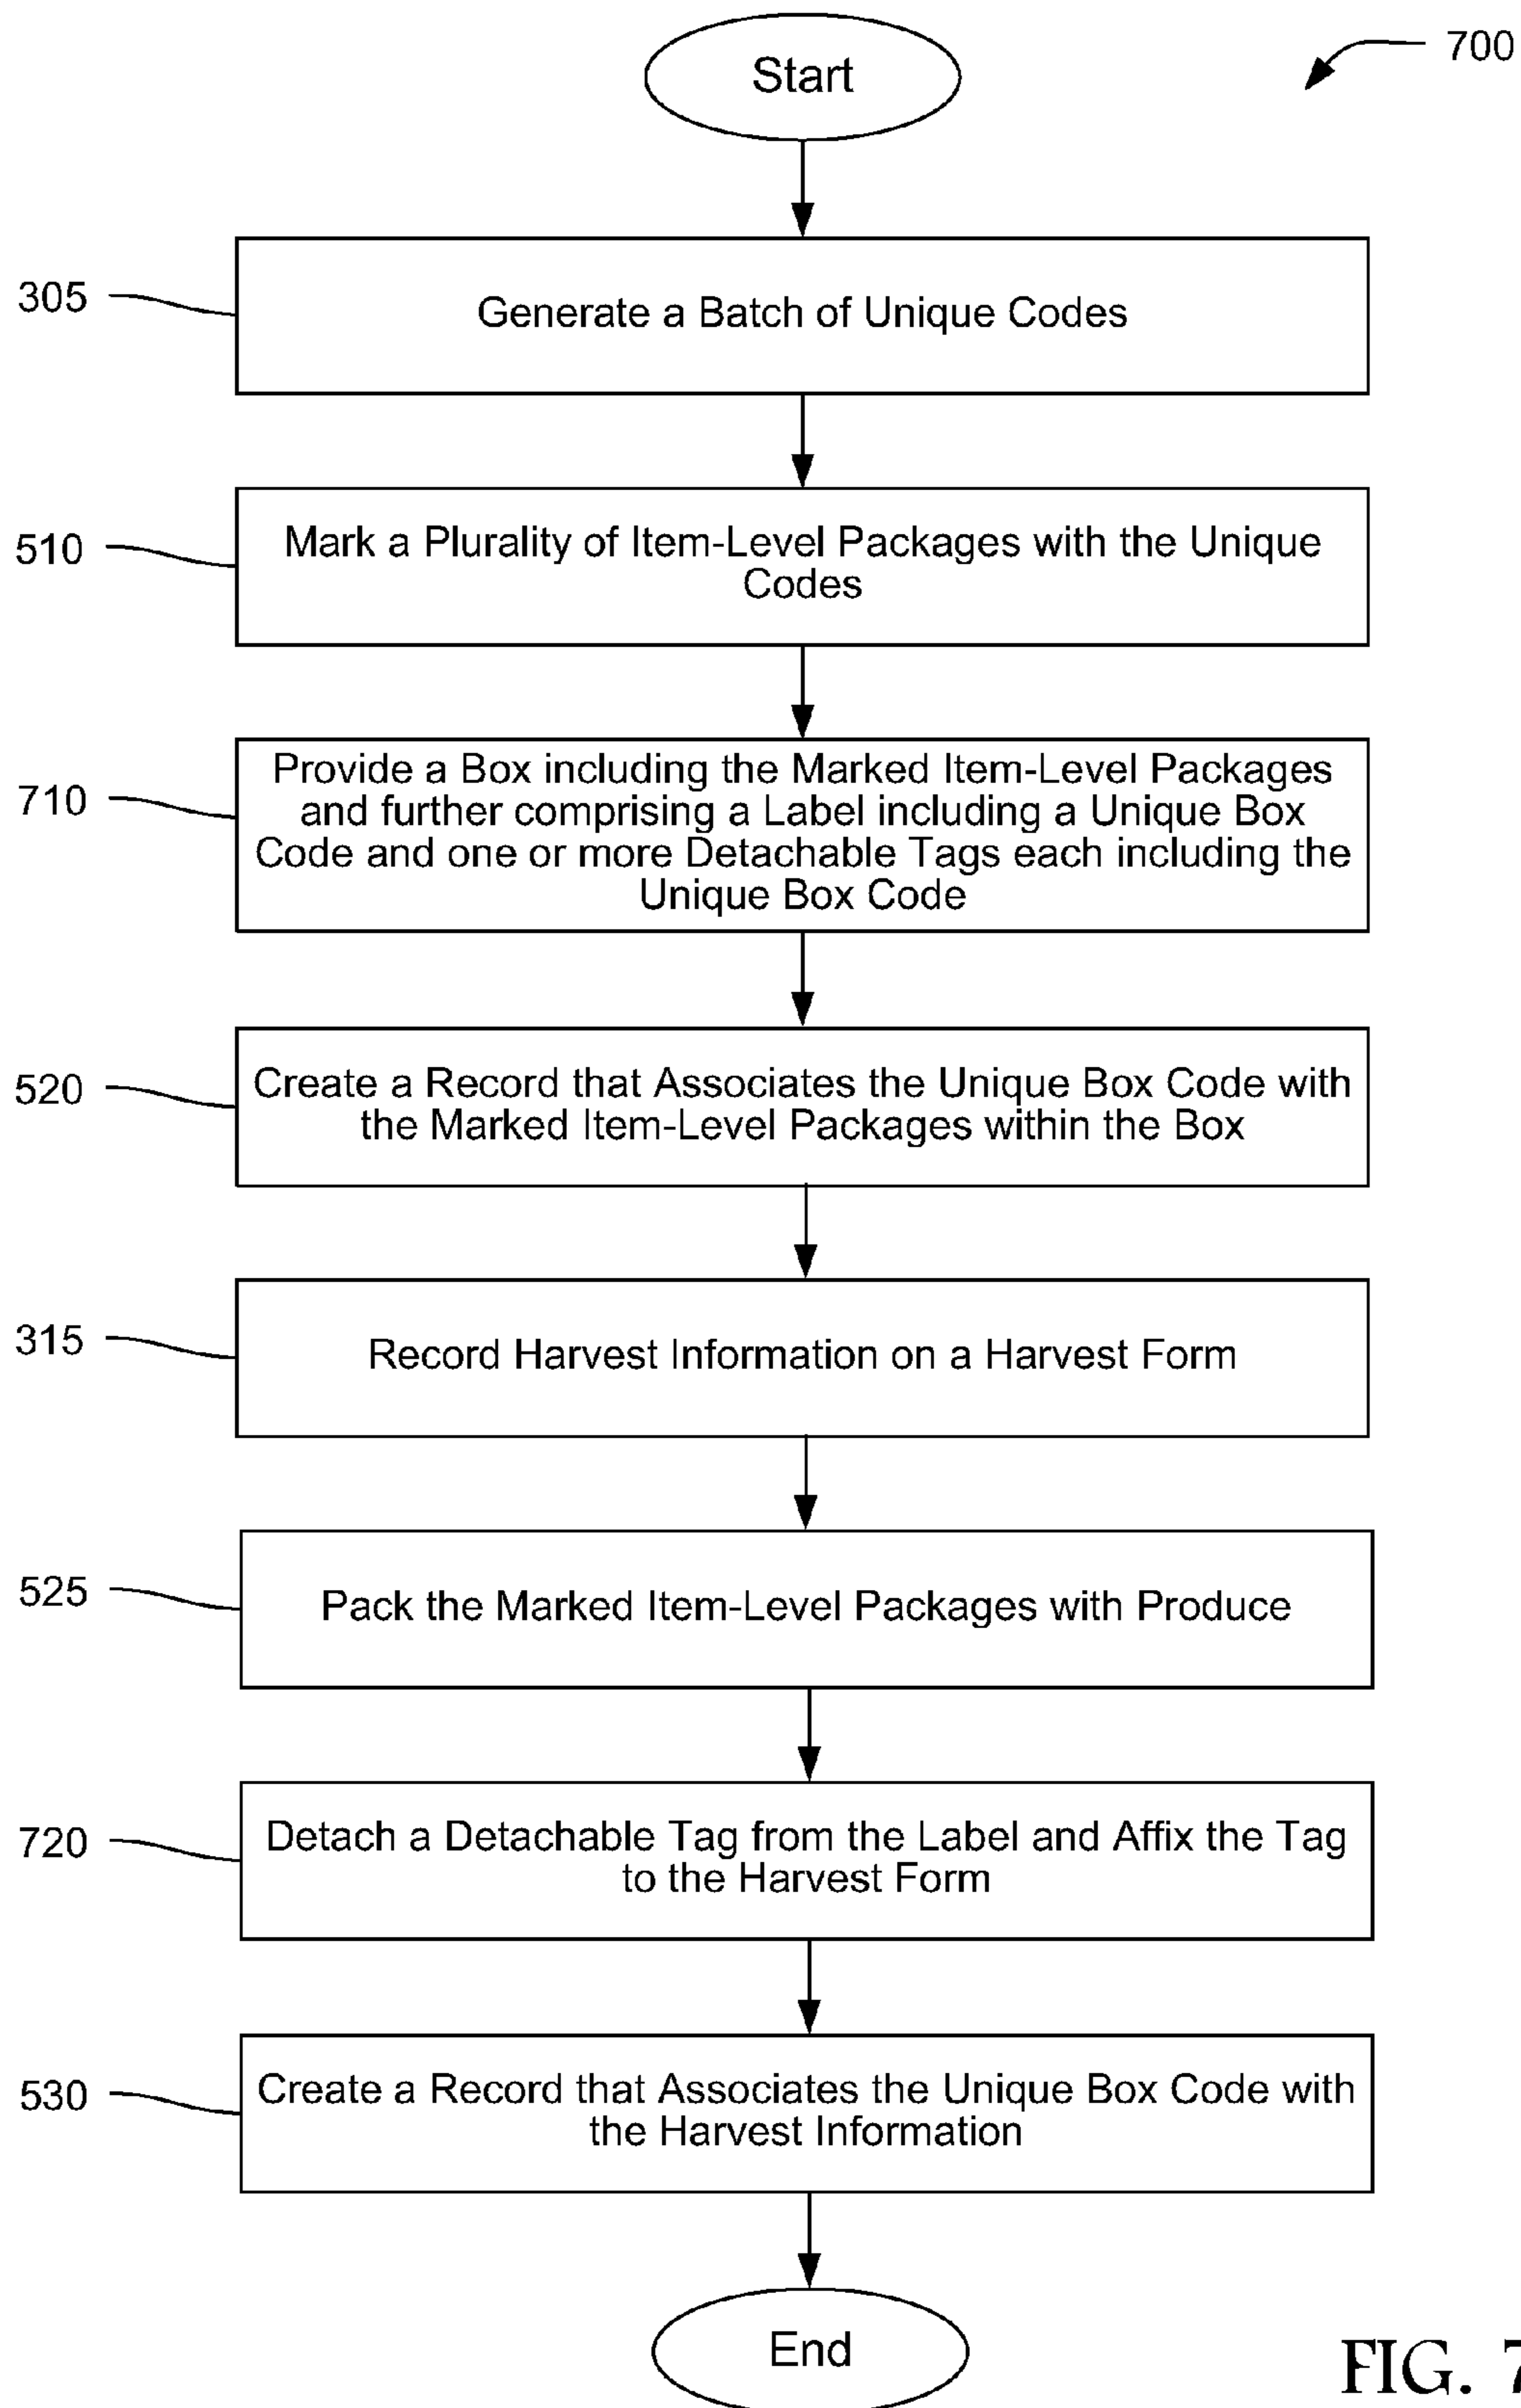 Start
700
305
Generate a Batch of Unique Codes
510
Mark a Plurality of Item-Level Packages with the Unique
Codes
710
Provide a Box including the Marked Item-Level Packages
and further comprising a Label including a Unique Box
Code and one or more Detachable Tags each including the
Unique Box Code
520
Create a Record that Associates the Unique Box Code with
the Marked Item-Level Packages within the Box
315
Record Harvest Information on a Harvest Form
525
Pack the Marked Item-Level Packages with Produce
720
Detach a Detachable Tag from the Label and Affix the Tag
to the Harvest Form
530
Create a Record that Associates the Unique Box Code with
the Harvest Information
End
FIG. 7